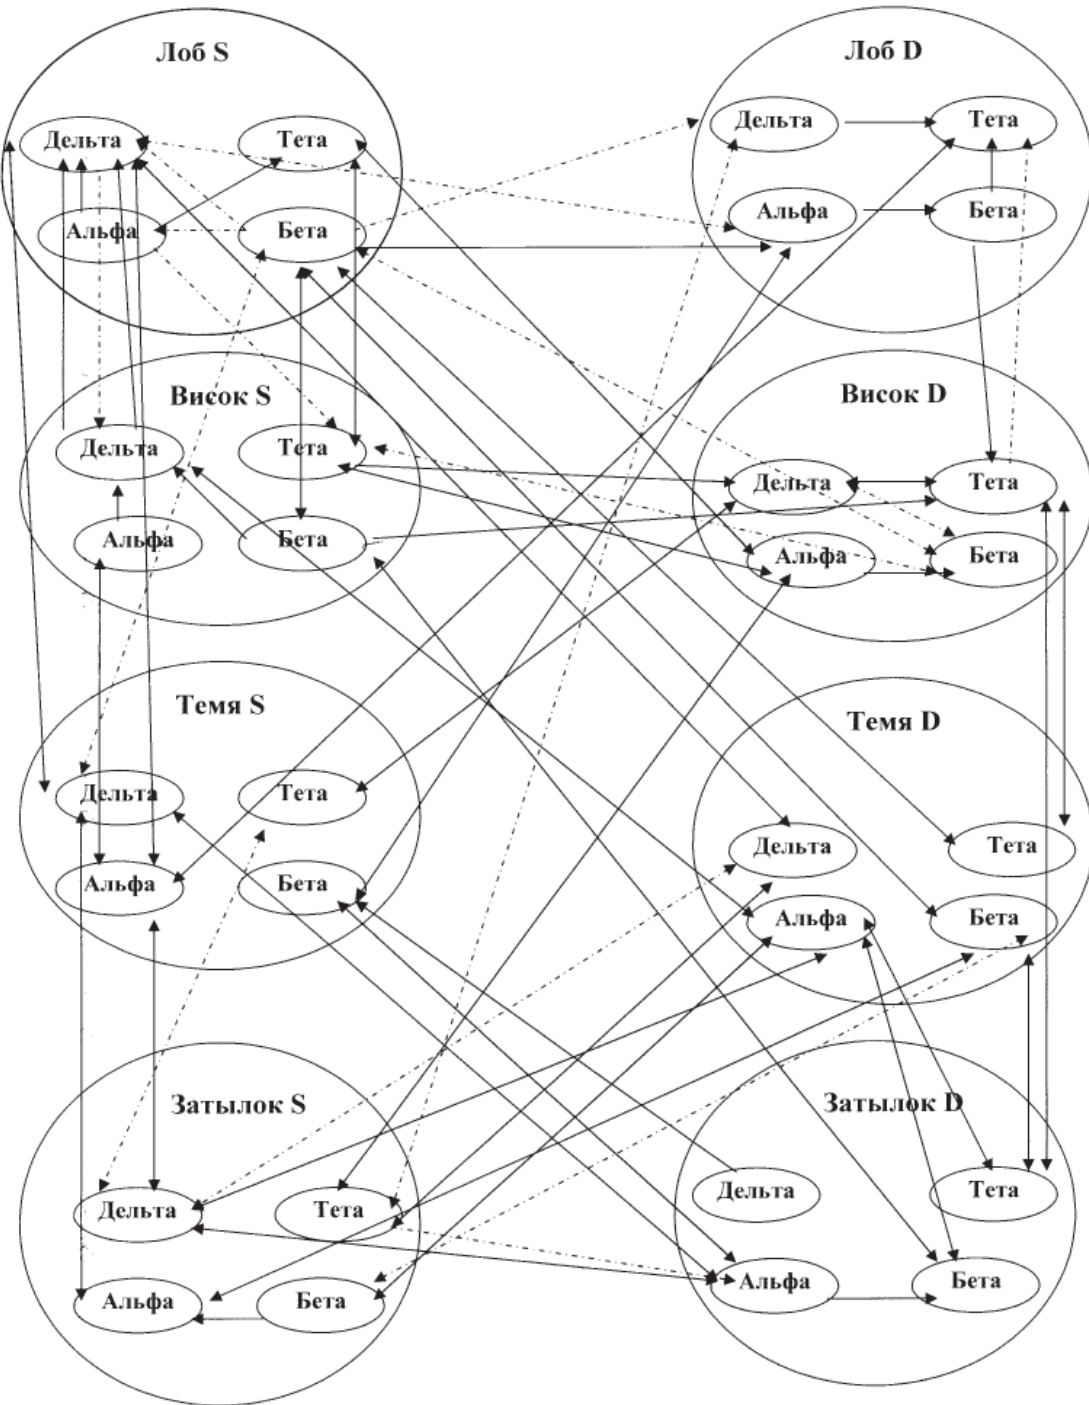 Лоб S
Лоб D
Дельта
Тета
Дельта
Тета
Альфа
Бета
Альфа
Бета
Висок S
Висок D
Дельта
Тета
Дельта
Тета
Альфа
Бета
Альфа
Бета
Темя S
Темя D
Дельта
Тета
Дельта
Тета
Альфа
Бета
Альфа
Бета
Затылок S
Затылок D
Дельта
Тета
Дельта
Тета
Альфа
Бета
Альфа
Бета